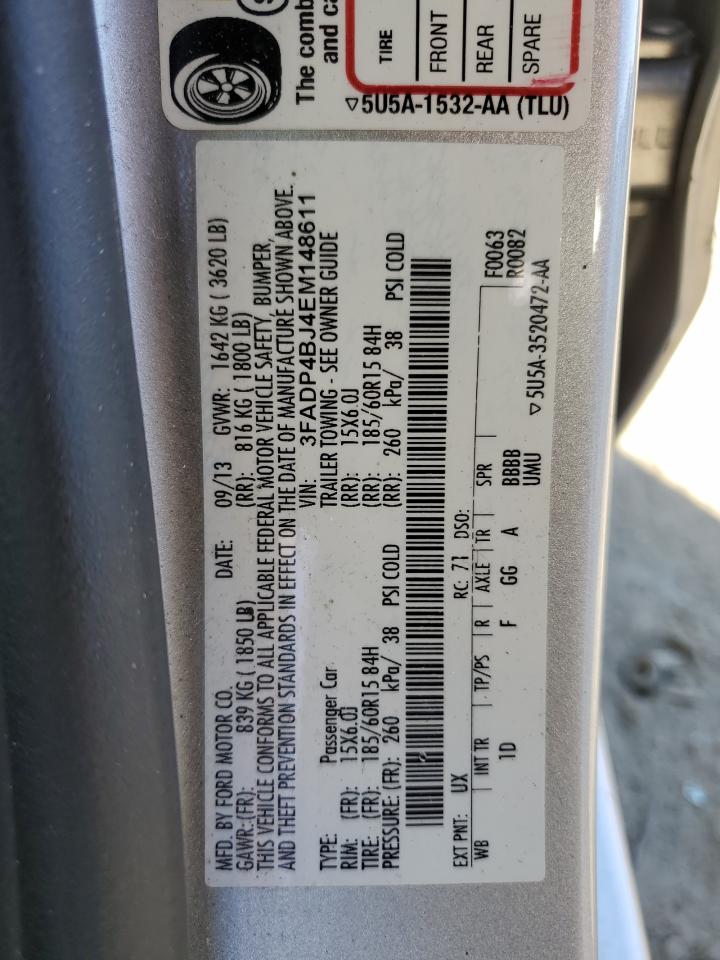 The comb
and ca
TIRE
FRONT
REAR
SPARE
▽5U5A-1532-AA (TLU)
MFD. BY FORD MOTOR CO. DATE: 09/13 GVWR: 1642 KG ( 3620 LB)
GAWR:(FR): 839 KG ( 1850 LB) (RR): 816 KG ( 1800 LB)
THIS VEHICLE CONFORMS TO ALL APPLICABLE FEDERAL MOTOR VEHICLE SAFETY, BUMPER,
AND THEFT PREVENTION STANDARDS IN EFFECT ON THE DATE OF MANUFACTURE SHOWN ABOVE.
VIN: 3FADP4BJ4EM148611
TYPE: Passenger Car TRAILER TOWING - SEE OWNER GUIDE
RIM: (FR): 15X6.0J (RR): 15X6.0J
TIRE: (FR): 185/60R15 84H (RR): 185/60R15 84H
PRESSURE: (FR): 260 kPa/ 38 PSI COLD (RR): 260 kPa/ 38 PSI COLD
EXT PNT: UX RC: 71 DSO: F0063
WB INT TR TP/PS R AXLE TR SPR R0082
1D F GG A BBBB
UMU
▽5U5A-3520472-AA